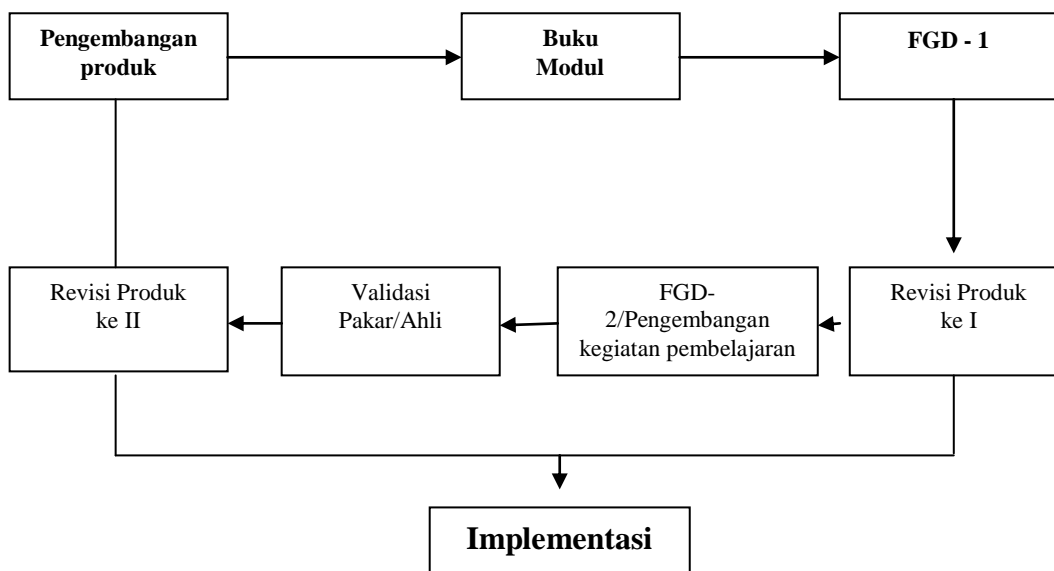 Pengembangan
produk
Buku
Modul
FGD - 1
Revisi Produk
ke II
Validasi
Pakar/Ahli
FGD-
2/Pengembangan
kegiatan pembelajaran
Revisi Produk
ke I
Implementasi